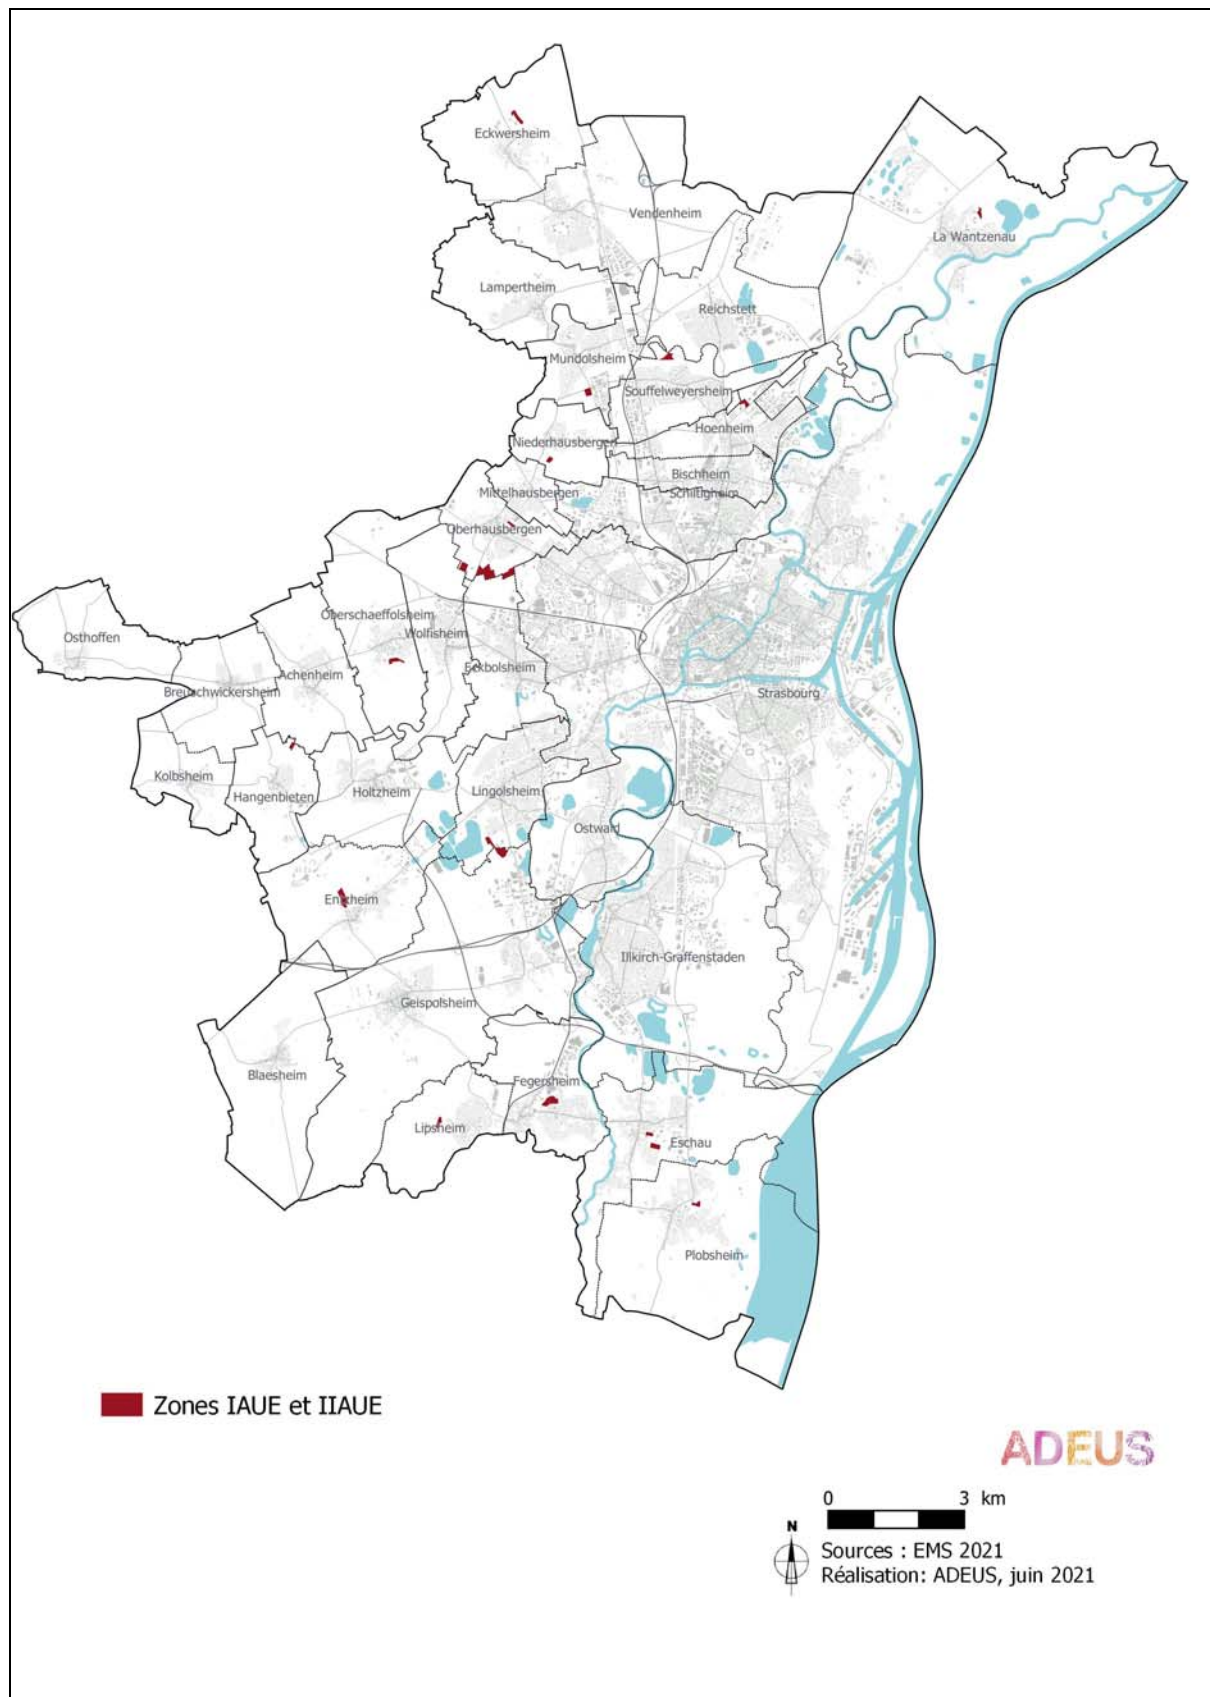 Eckwersheim
Vendenheim
La Wantzenau
Lampertheim
Reichstett
Mundolsheim
Souffelweyersheim
Hoenheim
Niederhausbergen
Bischheim
Mittelhausbergen
Schiltigheim
Oberhausbergen
Oberschaeffolsheim
Wolfisheim
Osthoffen
Eckbolsheim
Achenheim
Breuschwickersheim
Strasbourg
Kolbsheim
Hangenbieten
Holtzheim
Lingolsheim
Ostwald
Entzheim
Illkirch-Graffenstaden
Geispolsheim
Blaesheim
Fegersheim
Lipsheim
Eschau
Plobsheim
Zones IAUE et IIAUE
ADEUS
0 3 km
N
Sources : EMS 2021
Réalisation: ADEUS, juin 2021